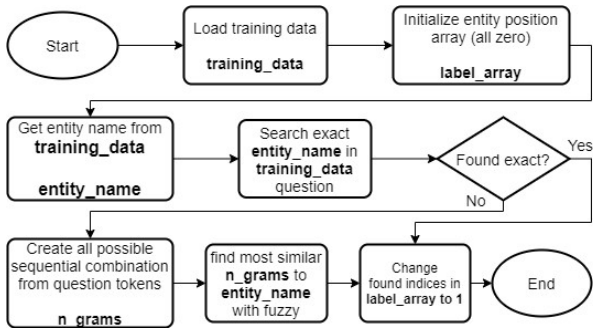 Start
Load training data
training_data
Initialize entity position
array (all zero)
label_array
Get entity name from
training_data
entity_name
Search exact
entity_name in
training_data
question
Found exact?
Yes
No
Create all possible
sequential combination
from question tokens
n_grams
find most similar
n_grams to
entity_name
with fuzzy
Change
found indices in
label_array to 1
End